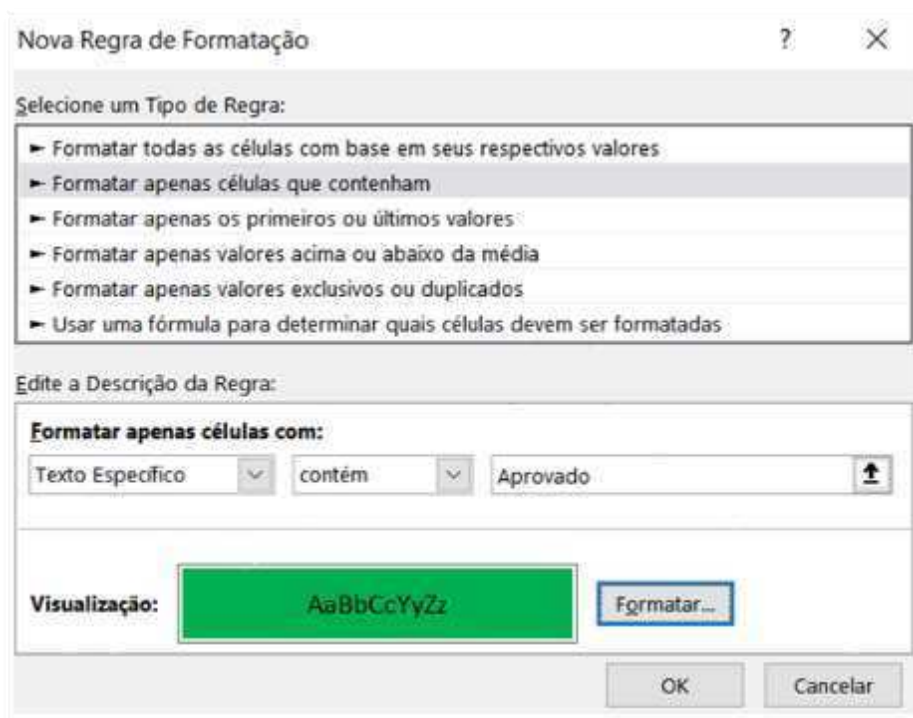 Nova Regra de Formatação ? ×
Selecione um Tipo de Regra:
► Formatar todas as células com base em seus respectivos valores
► Formatar apenas células que contenham
► Formatar apenas os primeiros ou últimos valores
► Formatar apenas valores acima ou abaixo da média
► Formatar apenas valores exclusivos ou duplicados
► Usar uma fórmula para determinar quais células devem ser formatadas
Edite a Descrição da Regra:
Formatar apenas células com:
Texto Específico contém Aprovado
Visualização: AaBbCcYyZz Formatar...
OK Cancelar